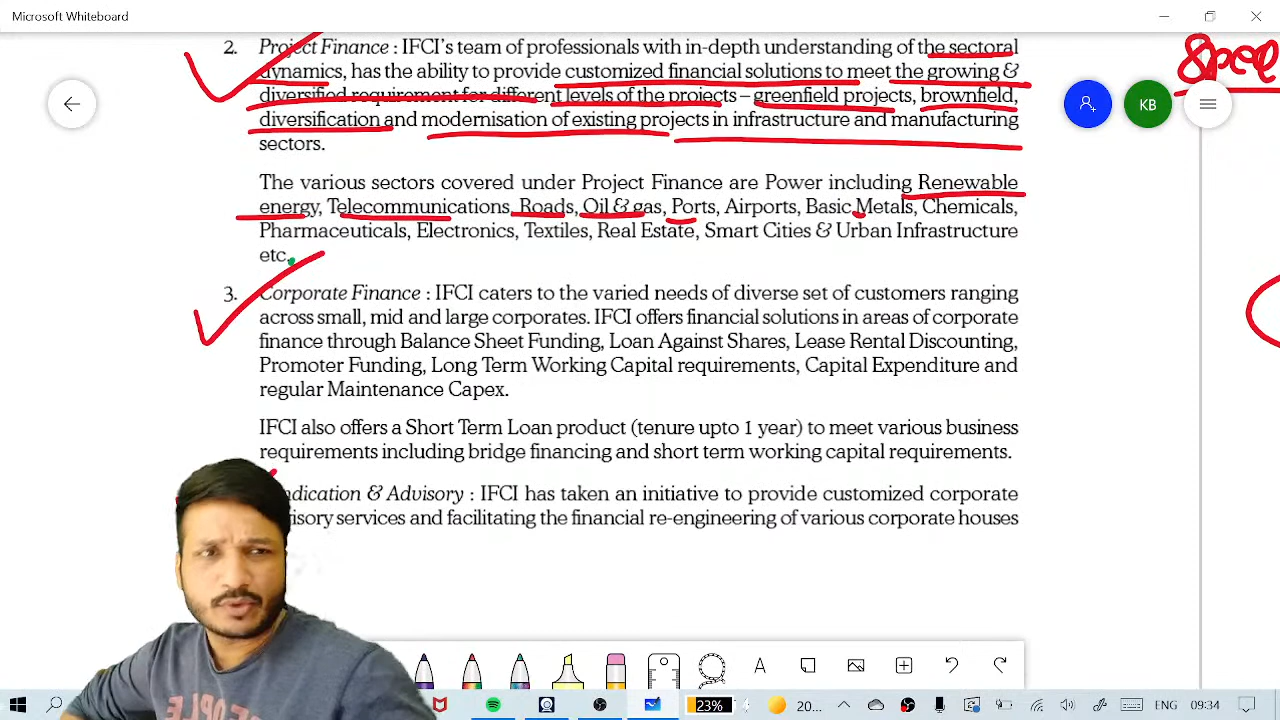 Microsoft Whiteboard
2. Project Finance : IFCI's team of professionals with in-depth understanding of the sectoral
dynamics, has the ability to provide customized financial solutions to meet the growing &
diversified requirement for different levels of the projects – greenfield projects, brownfield,
diversification and modernisation of existing projects in infrastructure and manufacturing
sectors.
KB
The various sectors covered under Project Finance are Power including Renewable
energy, Telecommunications, Roads, Oil & gas, Ports, Airports, Basic Metals, Chemicals,
Pharmaceuticals, Electronics, Textiles, Real Estate, Smart Cities & Urban Infrastructure
etc.
3. Corporate Finance : IFCI caters to the varied needs of diverse set of customers ranging
across small, mid and large corporates. IFCI offers financial solutions in areas of corporate
finance through Balance Sheet Funding, Loan Against Shares, Lease Rental Discounting,
Promoter Funding, Long Term Working Capital requirements, Capital Expenditure and
regular Maintenance Capex.
IFCI also offers a Short Term Loan product (tenure upto 1 year) to meet various business
requirements including bridge financing and short term working capital requirements.
& Advisory : IFCI has taken an initiative to provide customized corporate
services and facilitating the financial re-engineering of various corporate houses
A
23%
20...
ENG
09:34